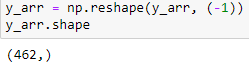 y_arr = np.reshape(y_arr, (-1))
y_arr.shape
(462,)